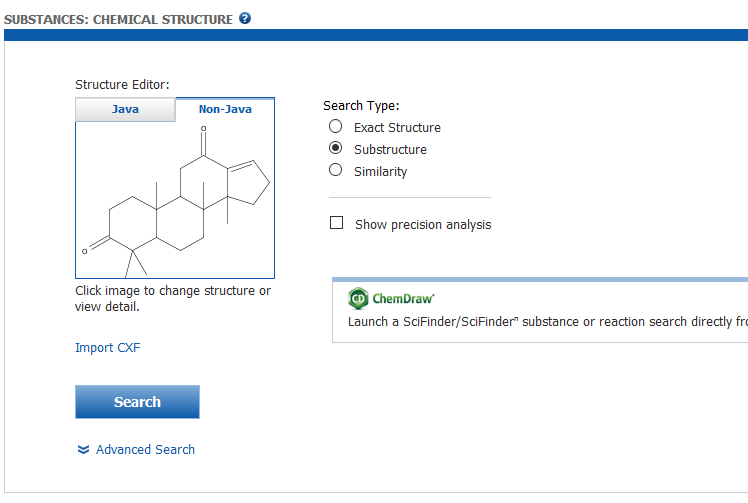 SUBSTANCES: CHEMICAL STRUCTURE ?
Structure Editor:
Java
Non-Java
O
O
Click image to change structure or
view detail.
Import CXF
Search
Advanced Search
Search Type:
Exact Structure
Substructure
Similarity
Show precision analysis
CD ChemDraw
Launch a SciFinder/SciFinderⁿ substance or reaction search directly